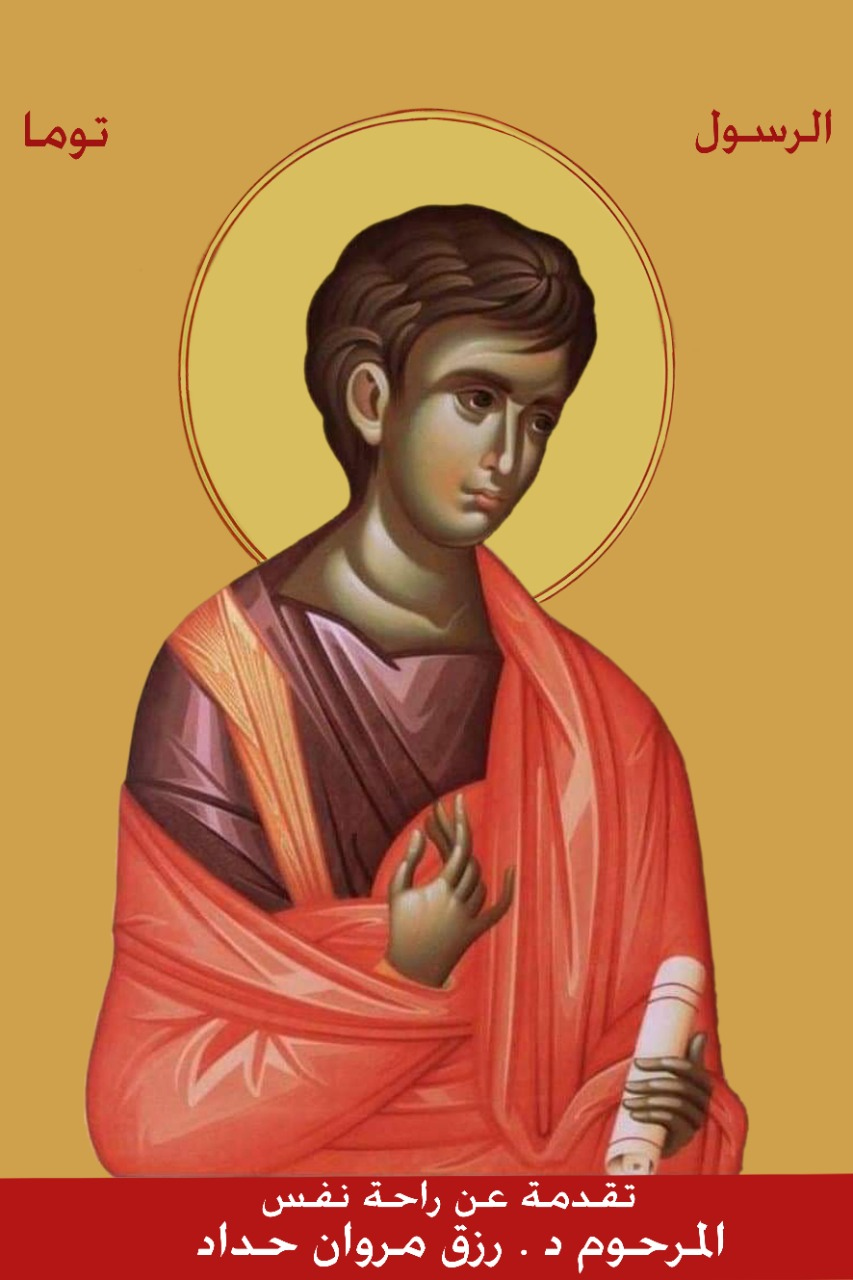 الرسول
توما
تقدمة عن راحة نفس
المرحوم د . رزق مروان حداد